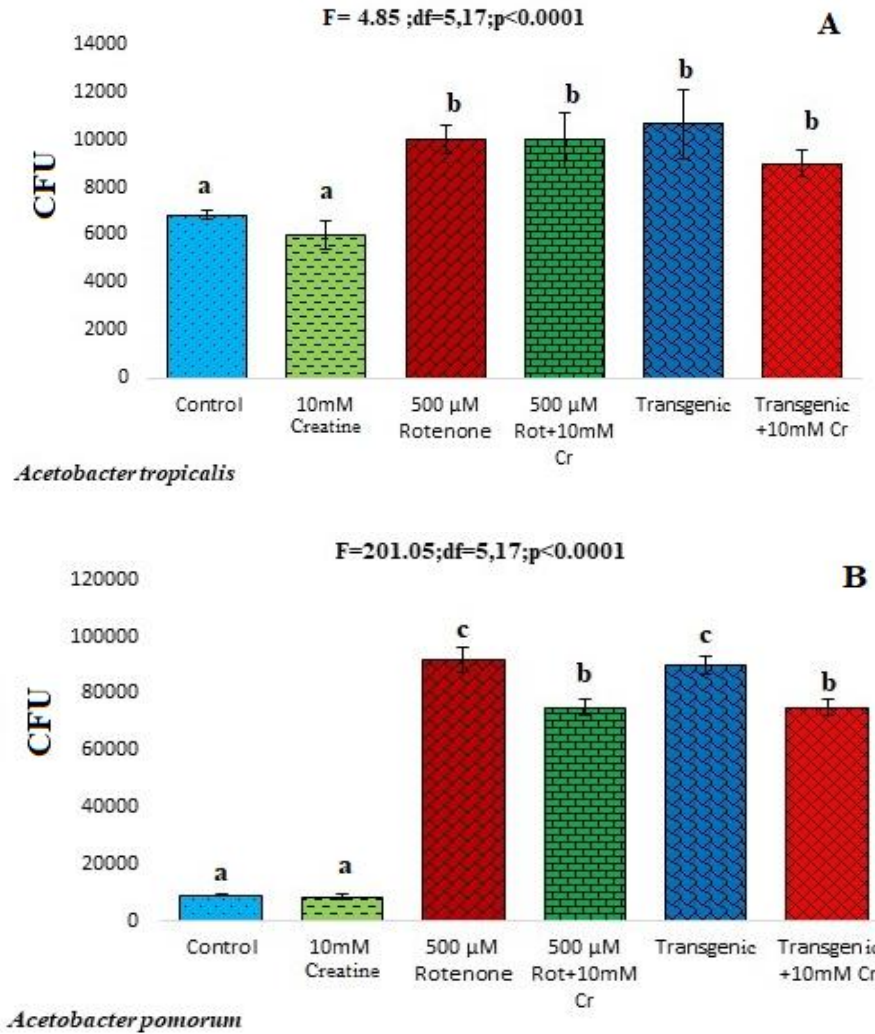 F= 4.85 ;df=5,17;p<0.0001
A
14000
12000
10000
8000
6000
4000
2000
0
CFU
a
a
b
b
b
b
Control
10mM
Creatine
500 µM
Rotenone
500 µM
Rot+10mM
Cr
Transgenic
Transgenic
+10mM Cr
Acetobacter tropicalis
F=201.05;df=5,17;p<0.0001
B
120000
100000
80000
60000
40000
20000
0
CFU
a
a
c
b
c
b
Control
10mM
Creatine
500 µM
Rotenone
500 µM
Rot+10mM
Cr
Transgenic
Transgenic
+10mM Cr
Acetobacter pomorum